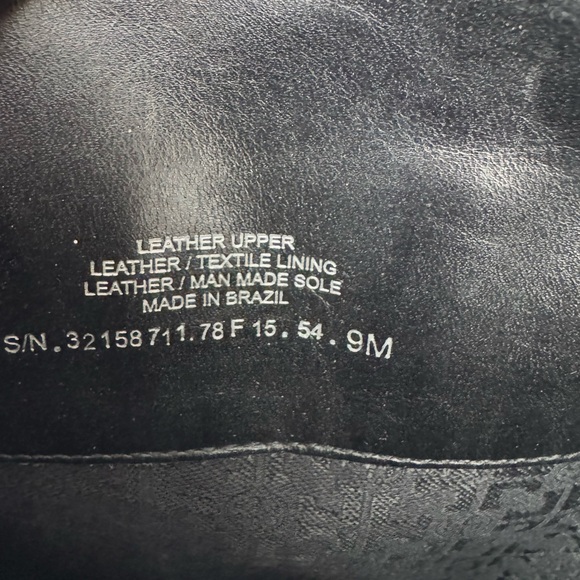 LEATHER UPPER
LEATHER / TEXTILE LINING
LEATHER / MAN MADE SOLE
MADE IN BRAZIL
S/N.32158711.78 F 15.54.9M